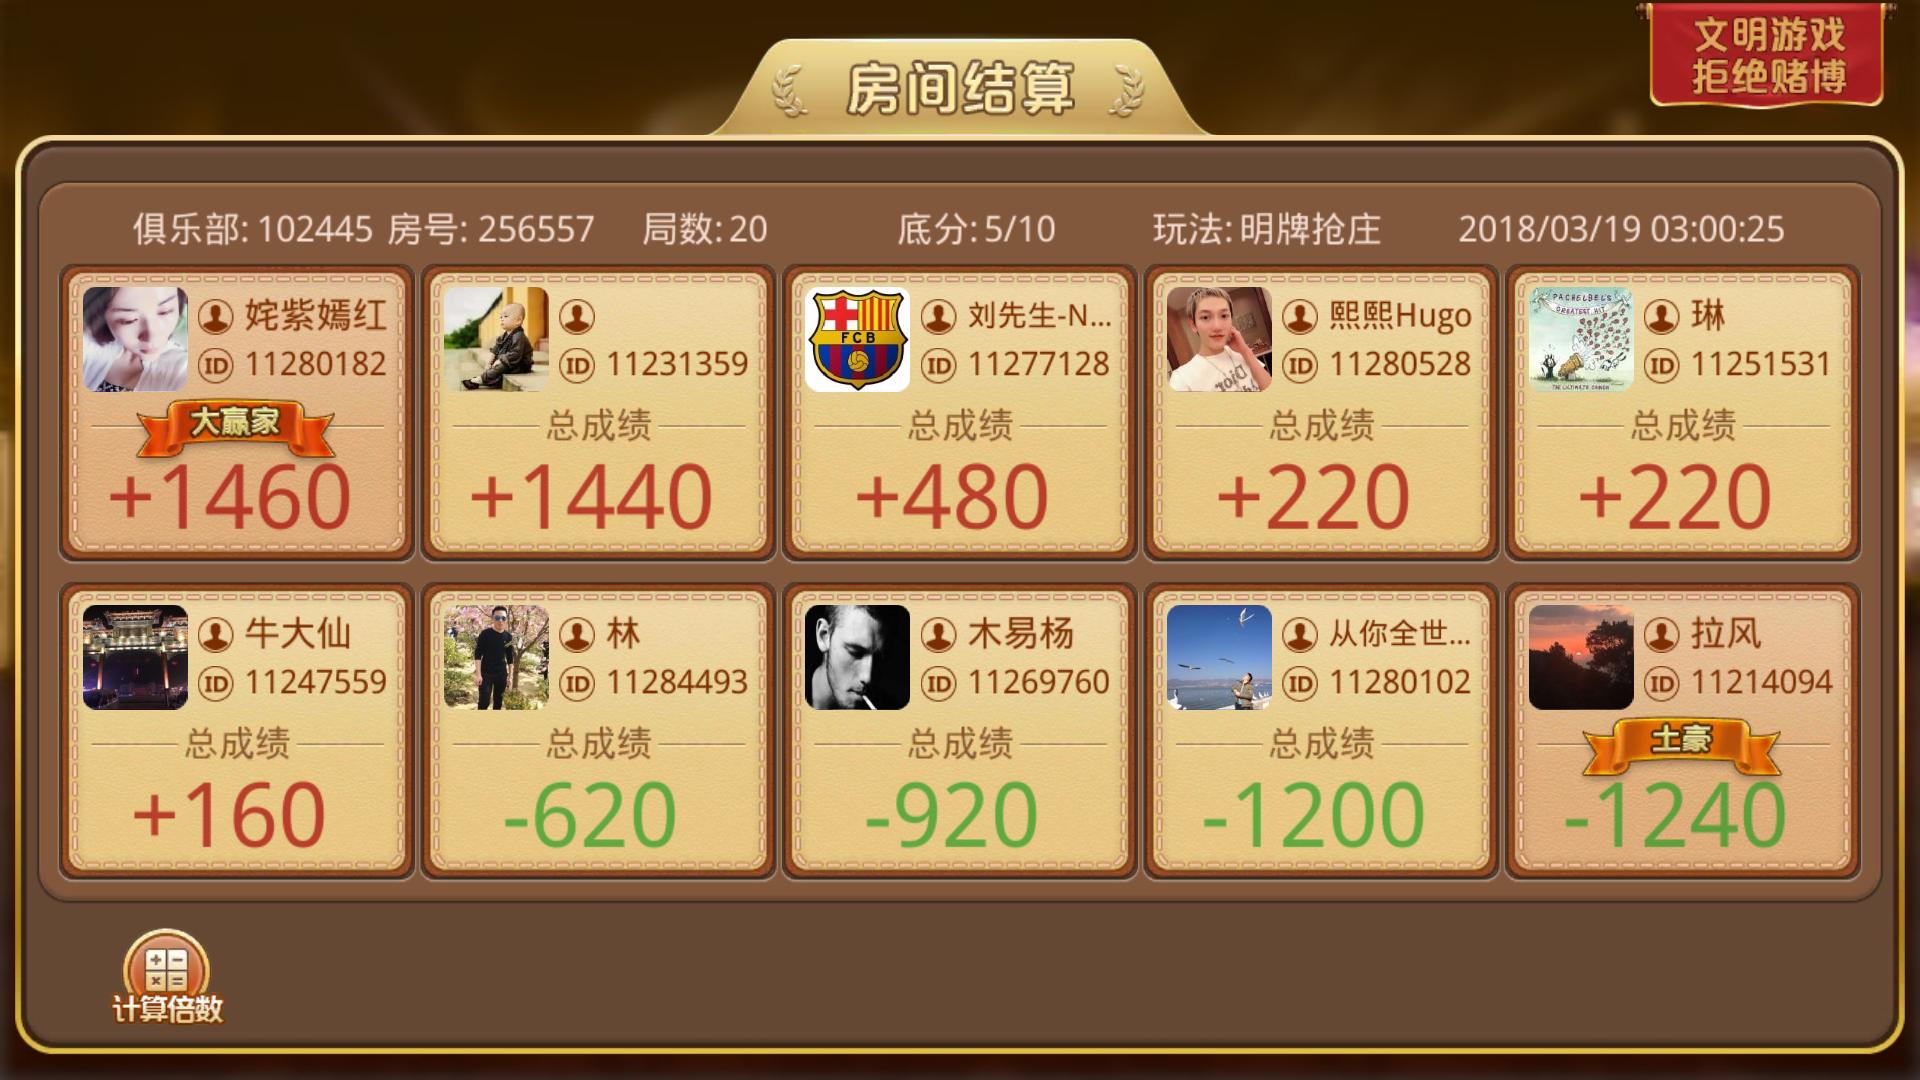 文明游戏
拒绝赌博
房间结算
俱乐部: 102445 房号: 256557 局数: 20 底分: 5/10 玩法: 明牌抢庄 2018/03/19 03:00:25
姹紫嫣红
ID 11280182
大赢家
+1460
ID 11231359
总成绩
+1440
FCB
刘先生-N...
ID 11277128
总成绩
+480
熙熙Hugo
ID 11280528
总成绩
+220
PACHELBEL'S
GREATEST HIT
琳
ID 11251531
总成绩
+220
牛大仙
ID 11247559
总成绩
+160
林
ID 11284493
总成绩
-620
木易杨
ID 11269760
总成绩
-920
从你全世...
ID 11280102
总成绩
-1200
拉风
ID 11214094
土豪
-1240
计算倍数